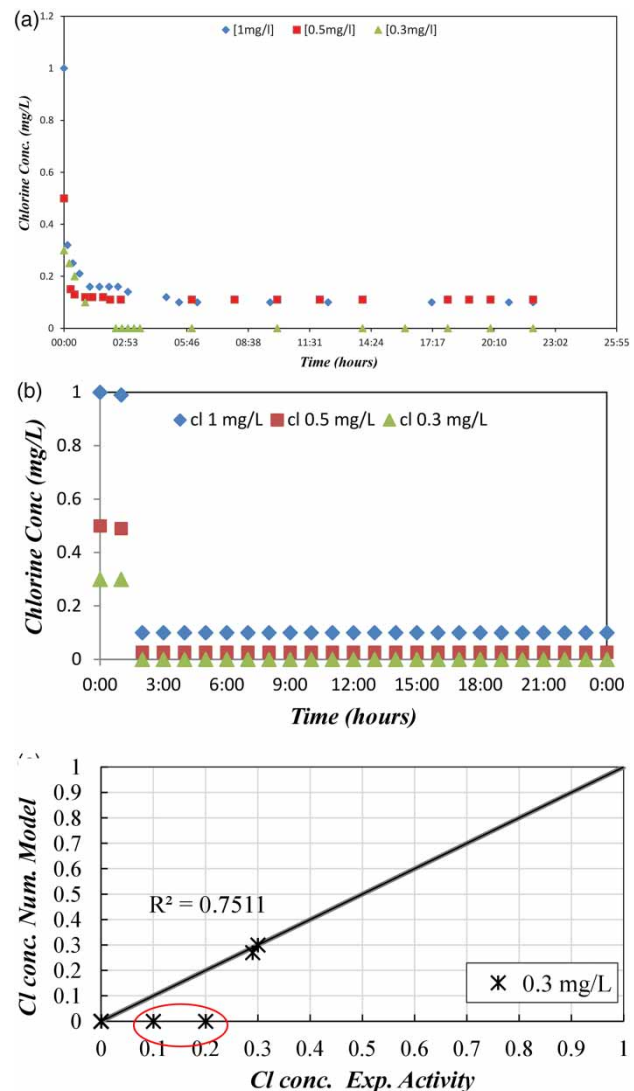 (a)
1.2
[1mg/l] [0.5mg/l] [0.3mg/l]
1
0.8
0.6
0.4
0.2
0
Chlorine Conc. (mg/L)
00:00 02:53 05:46 08:38 11:31 14:24 17:17 20:10 23:02 25:55
Time (hours)
(b)
1
cl 1 mg/L cl 0.5 mg/L cl 0.3 mg/L
0.8
0.6
0.4
0.2
0
Chlorine Conc (mg/L)
0:00 3:00 6:00 9:00 12:00 15:00 18:00 21:00 0:00
Time (hours)
1
0.9
0.8
0.7
0.6
0.5
0.4
0.3
0.2
0.1
0
Cl conc. Num. Model
R² = 0.7511
0.3 mg/L
0 0.1 0.2 0.3 0.4 0.5 0.6 0.7 0.8 0.9 1
Cl conc. Exp. Activity